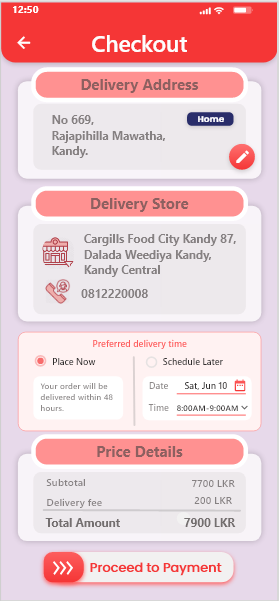 12:50
Checkout
Delivery Address
No 669,
Rajapihilla Mawatha,
Kandy.
Home
Delivery Store
Cargills Food City Kandy 87,
Dalada Weediya Kandy,
Kandy Central
0812220008
Preferred delivery time
Place Now
Schedule Later
Your order will be
delivered within 48
hours.
Date Sat, Jun 10
Time 8:00AM-9:00AM
Price Details
Subtotal 7700 LKR
Delivery fee 200 LKR
Total Amount 7900 LKR
Proceed to Payment